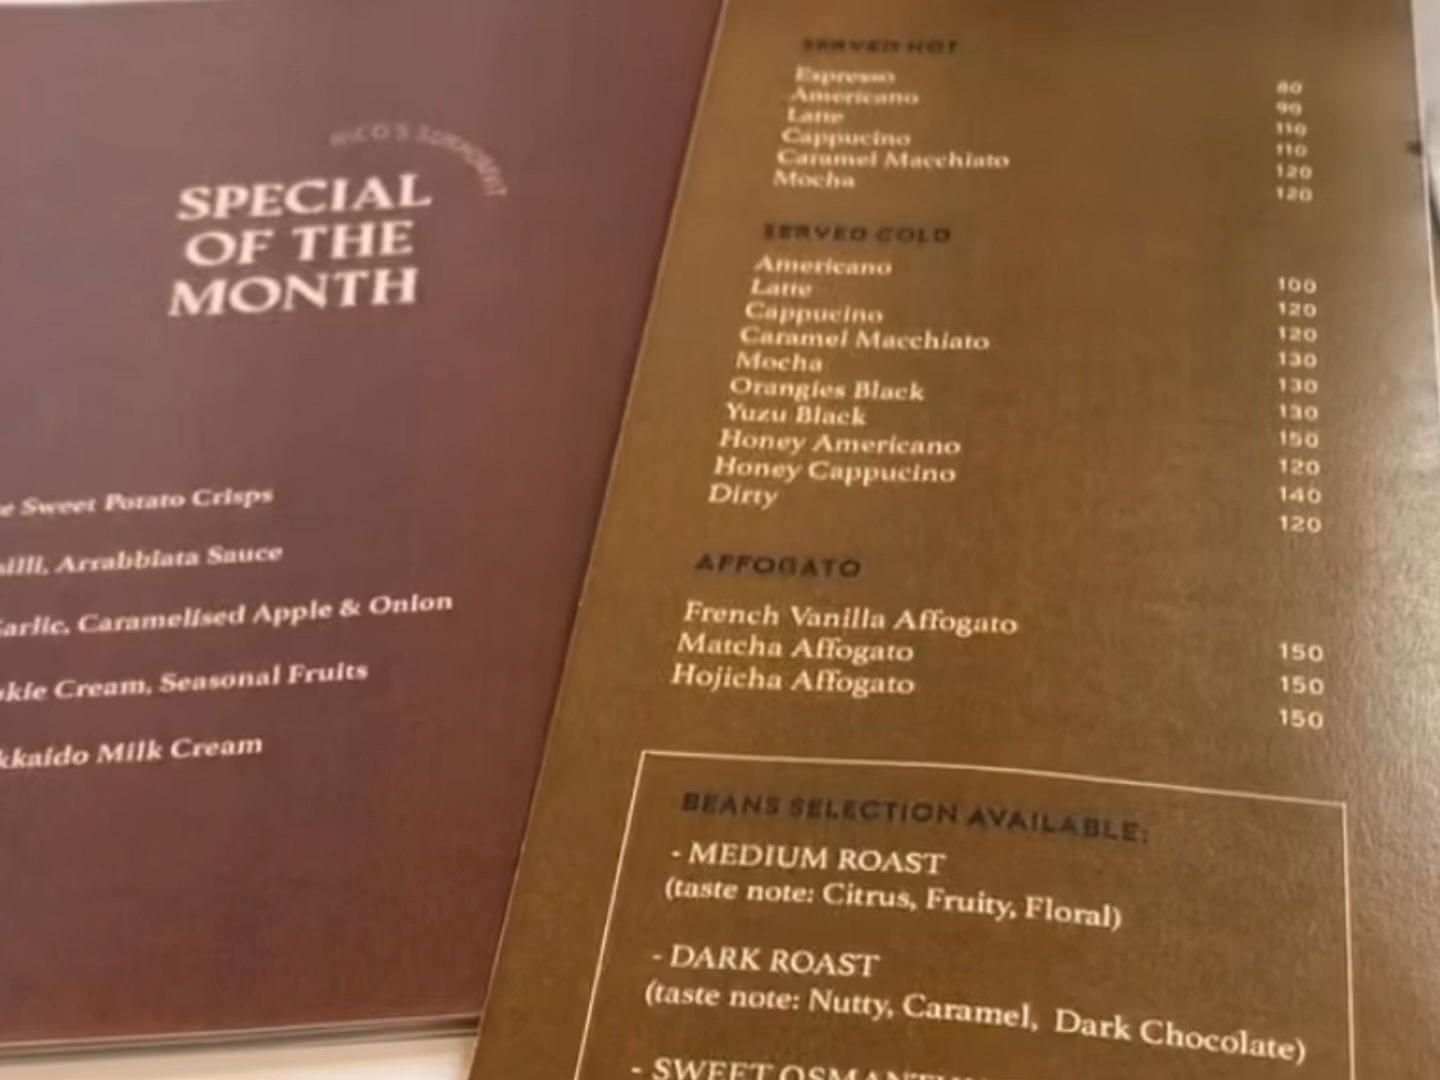 RICO'S
SPECIAL
OF THE
MONTH
Sweet Potato Crisps
Arrabbiata Sauce
Caramelised Apple & Onion
Cream, Seasonal Fruits
Milk Cream
SERVED HOT
Espresso 80
Americano 90
Latte 110
Cappucino 110
Caramel Macchiato 120
Mocha 120
SERVED COLD
Americano 100
Latte 120
Cappucino 120
Caramel Macchiato 130
Mocha 130
Orangies Black 130
Yuzu Black 150
Honey Americano 120
Honey Cappucino 140
Dirty 120
AFFOGATO
French Vanilla Affogato 150
Matcha Affogato 150
Hojicha Affogato 150
BEANS SELECTION AVAILABLE:
- MEDIUM ROAST
(taste note: Citrus, Fruity, Floral)
- DARK ROAST
(taste note: Nutty, Caramel, Dark Chocolate)
- SWEET